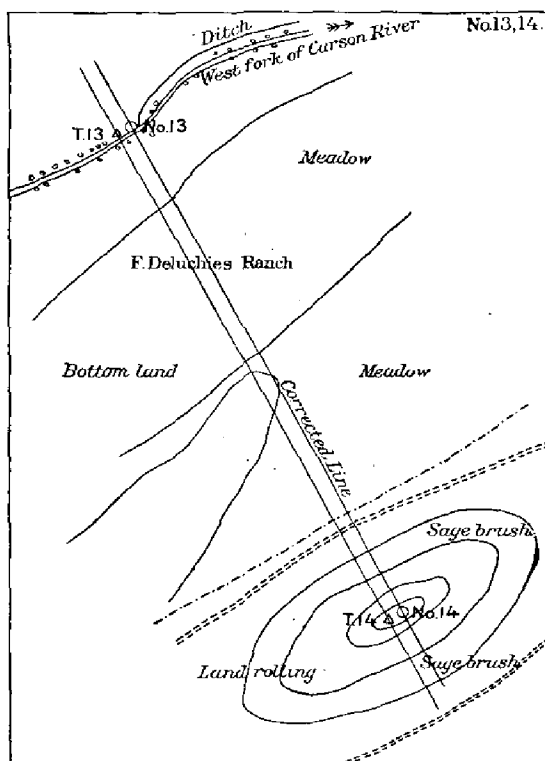 No.13,14.
Ditch
West fork of Carson River
T.13
No.13
Meadow
F. Deluchies Ranch
Bottom land
Meadow
Corrected Line
Sage brush
T.14
No.14
Land rolling
Sage brush